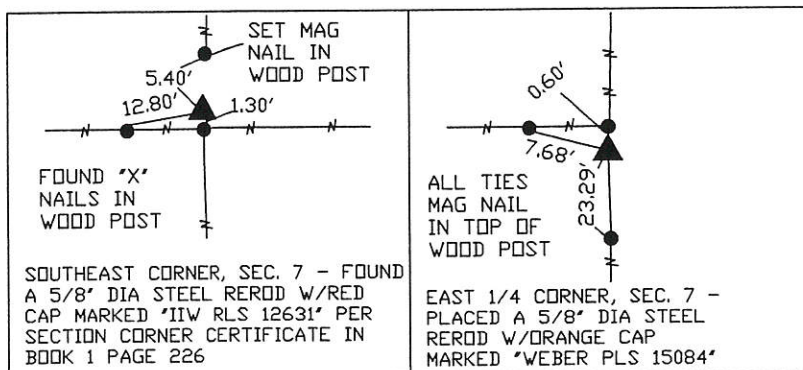 SET MAG
NAIL IN
WOOD POST
5.40'
12.80'
1.30'
FOUND "X"
NAILS IN
WOOD POST
SOUTHEAST CORNER, SEC. 7 - FOUND
A 5/8" DIA STEEL REROD W/RED
CAP MARKED "IIW RLS 12631" PER
SECTION CORNER CERTIFICATE IN
BOOK 1 PAGE 226
0.60'
7.68'
23.29'
ALL TIES
MAG NAIL
IN TOP OF
WOOD POST
EAST 1/4 CORNER, SEC. 7 -
PLACED A 5/8" DIA STEEL
REROD W/ORANGE CAP
MARKED "WEBER PLS 15084"